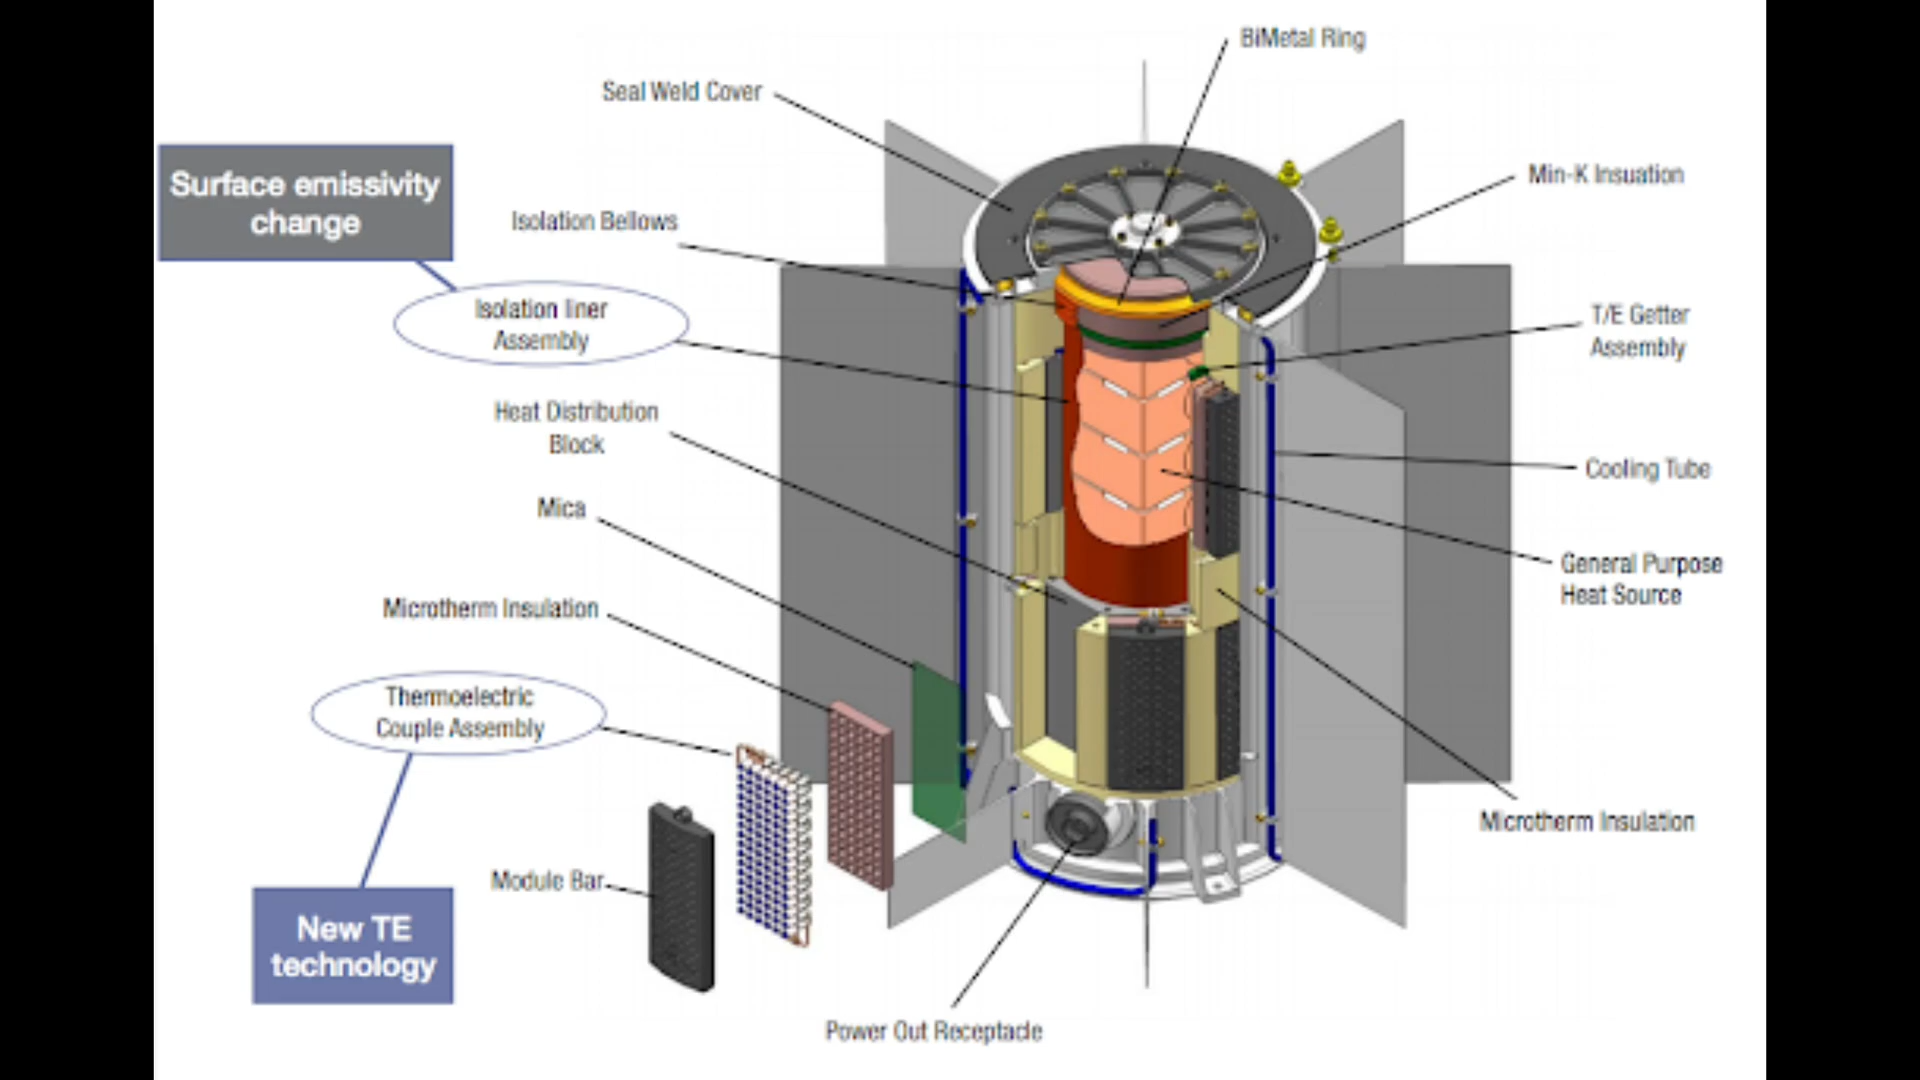 BiMetal Ring
Seal Weld Cover
Surface emissivity
change
Min-K Insuation
Isolation Bellows
Isolation liner
Assembly
T/E Getter
Assembly
Heat Distribution
Block
Cooling Tube
Mica
General Purpose
Heat Source
Microtherm Insulation
Thermoelectric
Couple Assembly
Microtherm Insulation
Module Bar
New TE
technology
Power Out Receptacle